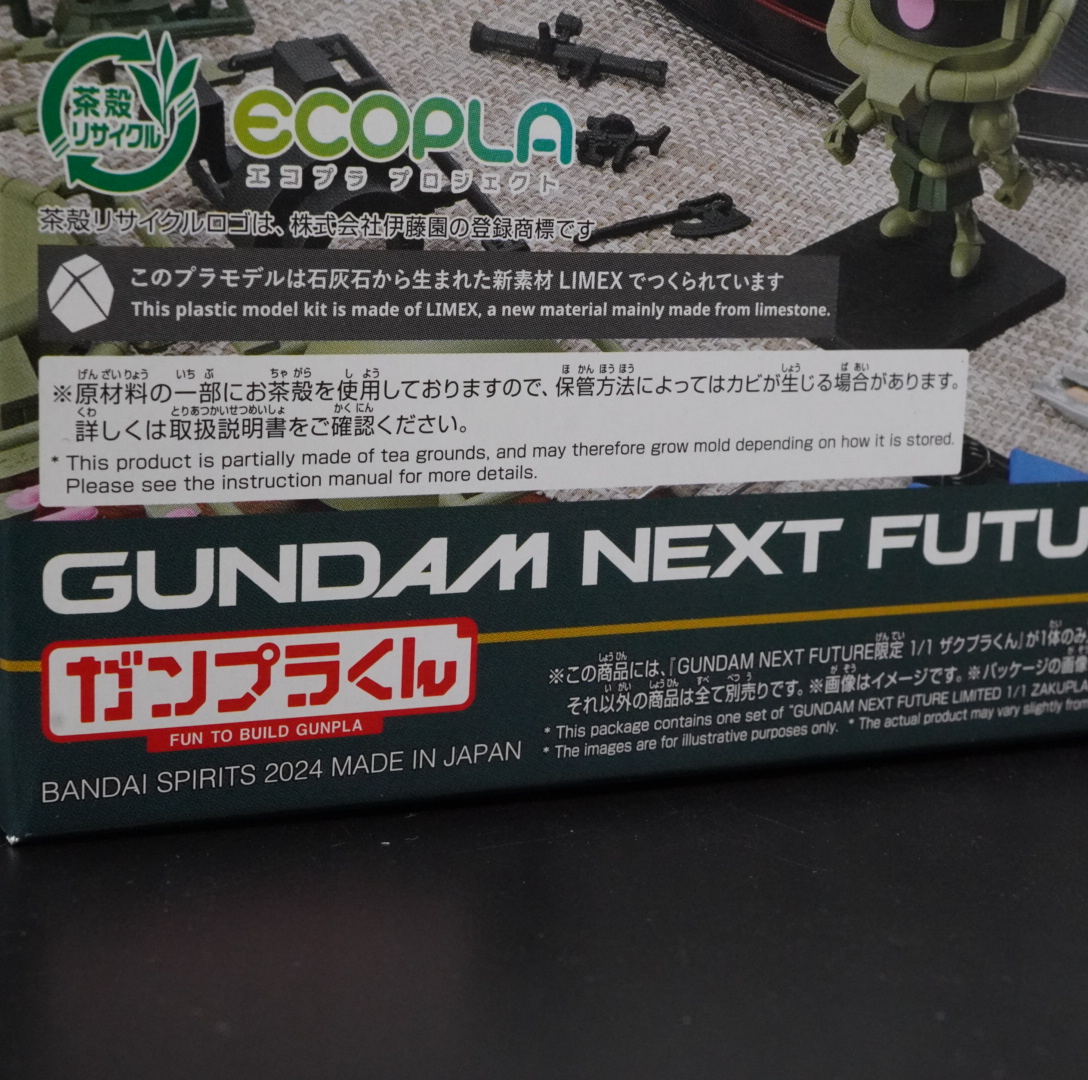 茶殻
リサイクル
ECOPLA
エコプラ プロジェクト
茶殻リサイクルロゴは、株式会社伊藤園の登録商標です
このプラモデルは石灰石から生まれた新素材 LIMEX でつくられています
This plastic model kit is made of LIMEX, a new material mainly made from limestone.
※原材料の一部にお茶殻を使用しておりますので、保管方法によってはカビが生じる場合があります。
詳しくは取扱説明書をご確認ください。
* This product is partially made of tea grounds, and may therefore grow mold depending on how it is stored.
Please see the instruction manual for more details.
GUNDAM NEXT FUTU
ガンプラくん
FUN TO BUILD GUNPLA
BANDAI SPIRITS 2024 MADE IN JAPAN
※この商品には、『GUNDAM NEXT FUTURE限定 1/1 ザクプラくん』が1体のみ
それ以外の商品は全て別売りです。※画像はイメージです。※パッケージの画像
* This package contains one set of "GUNDAM NEXT FUTURE LIMITED 1/1 ZAKUPLA
* The images are for illustrative purposes only. * The actual product may vary slightly from